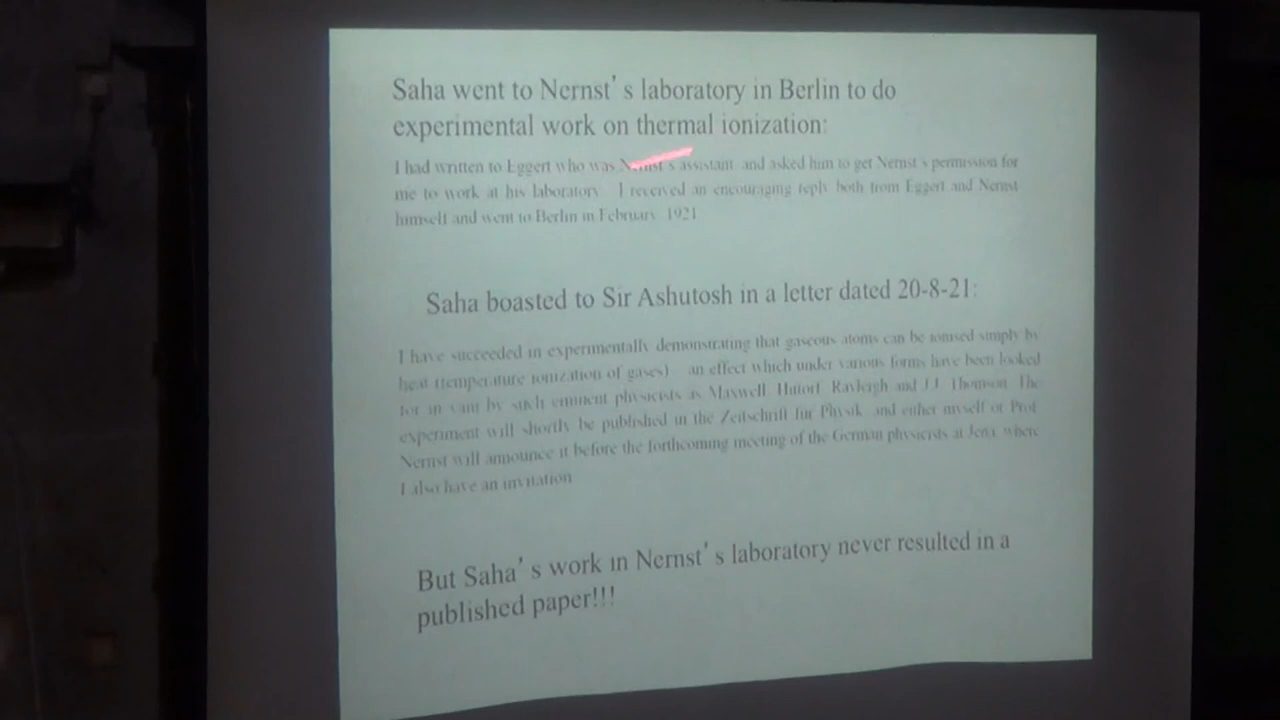 Saha went to Nernst's laboratory in Berlin to do
experimental work on thermal ionization:
I had written to Eggert who was Nernst's assistant and asked him to get Nernst's permission for
me to work at his laboratory I received an encouraging reply both from Eggert and Nernst
himself and went to Berlin in February 1921
Saha boasted to Sir Ashutosh in a letter dated 20-8-21:
I have succeeded in experimentally demonstrating that gaseous atoms can be ionised simply by
heat (temperature ionization of gases) an effect which under various forms have been looked
for in vain by such eminent physicists as Maxwell Hittorf Rayleigh and J.J. Thomson The
experiment will shortly be published in the Zeitschrift fur Physik and either myself or Prof
Nernst will announce it before the forthcoming meeting of the German physicists at Jena, where
I also have an invitation
But Saha's work in Nernst's laboratory never resulted in a
published paper!!!